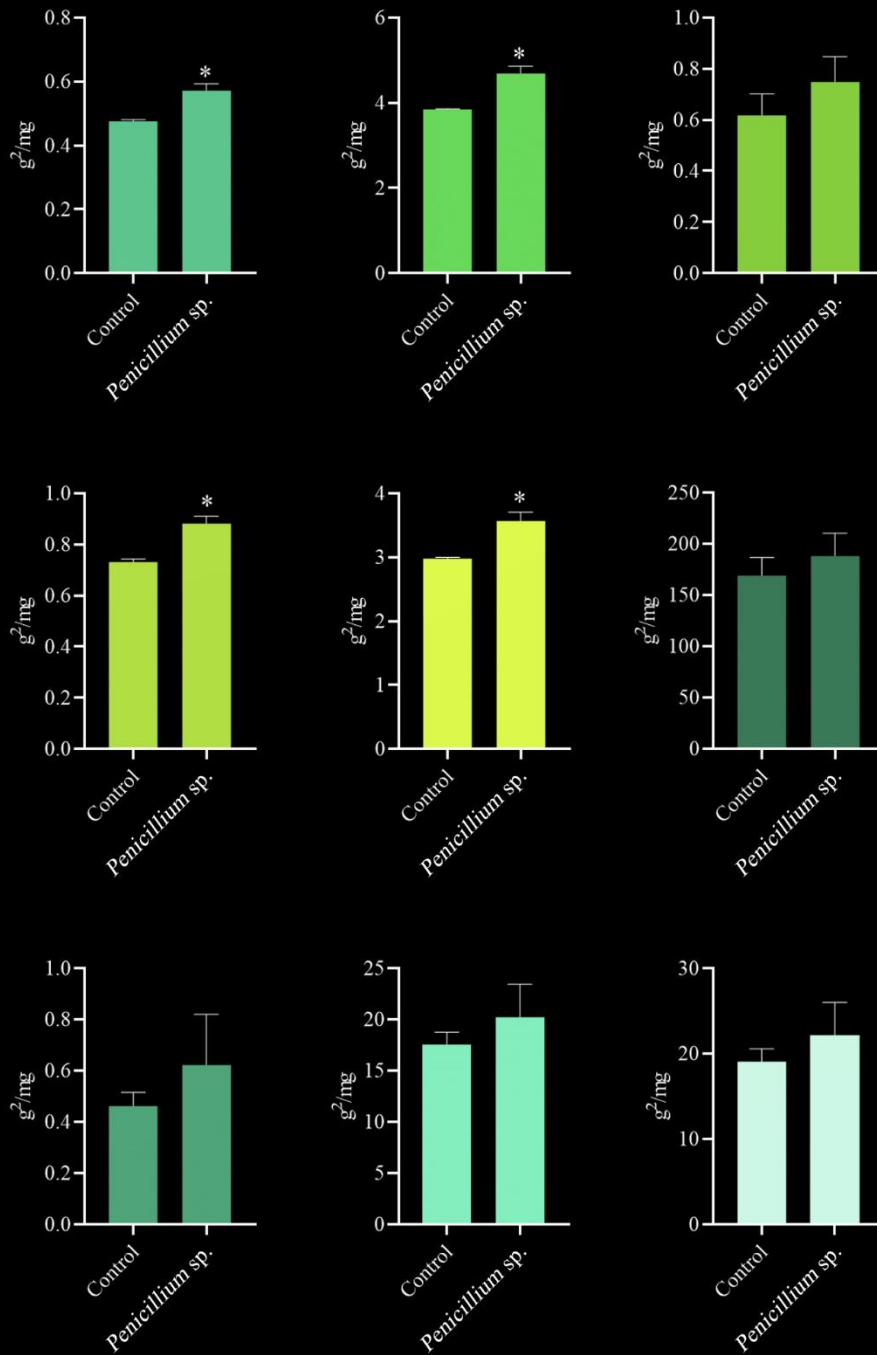 0.8
0.6
0.4
0.2
0.0
g²/mg
*
Control
Penicillium sp.
6
4
2
0
g²/mg
*
Control
Penicillium sp.
1.0
0.8
0.6
0.4
0.2
0.0
g²/mg
Control
Penicillium sp.
1.0
0.8
0.6
0.4
0.2
0.0
g²/mg
*
Control
Penicillium sp.
4
3
2
1
0
g²/mg
*
Control
Penicillium sp.
250
200
150
100
50
0
g²/mg
Control
Penicillium sp.
1.0
0.8
0.6
0.4
0.2
0.0
g²/mg
Control
Penicillium sp.
25
20
15
10
5
0
g²/mg
Control
Penicillium sp.
30
20
10
0
g²/mg
Control
Penicillium sp.